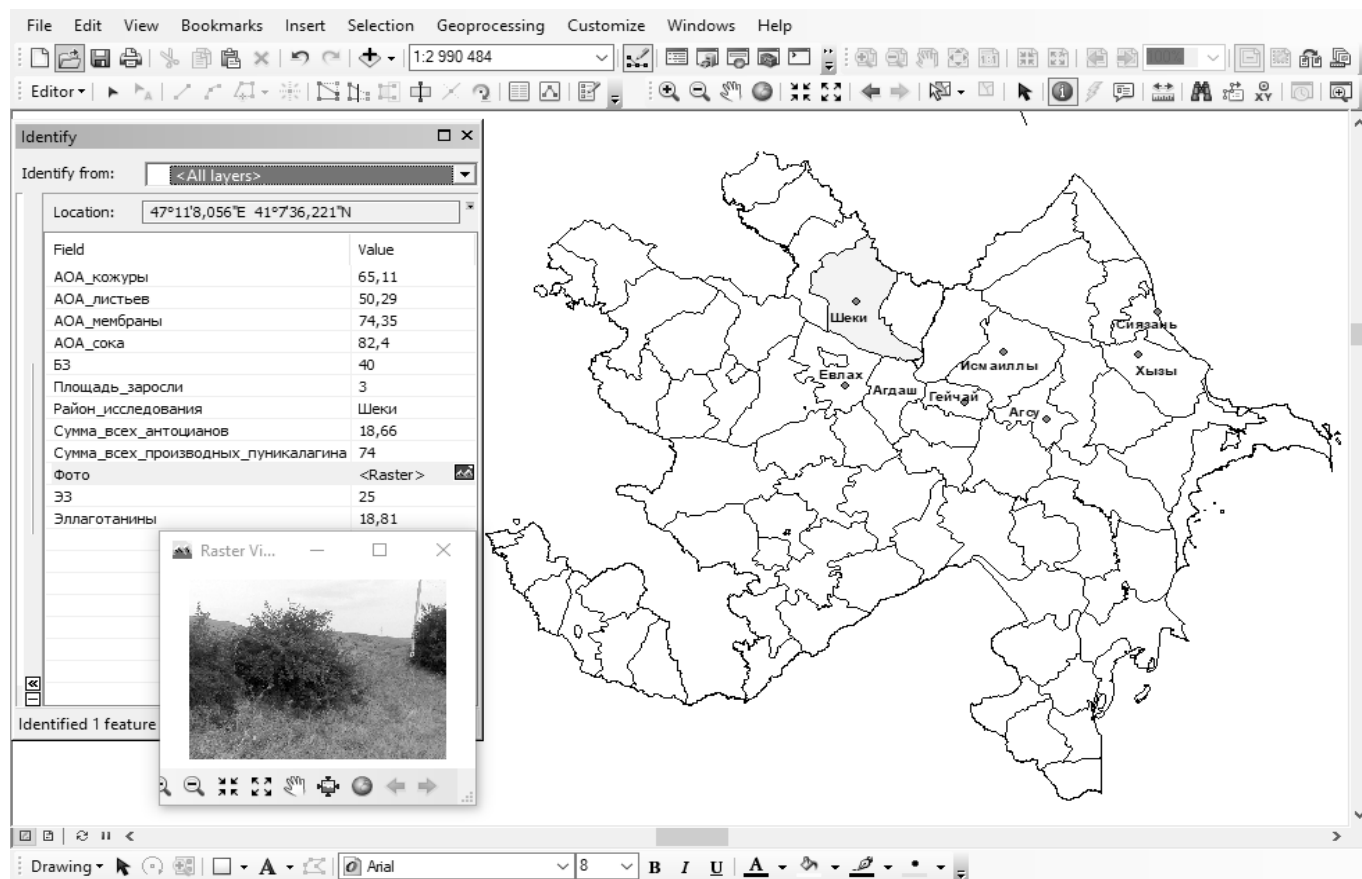 File Edit View Bookmarks Insert Selection Geoprocessing Customize Windows Help
1:2 990 484
100%
Editor
Identify
Identify from: <All layers>
Location: 47°11'8,056"E 41°7'36,221"N
Field Value
АОА_кожуры 65,11
АОА_листьев 50,29
АОА_мембраны 74,35
АОА_сока 82,4
БЗ 40
Площадь_заросли 3
Район_исследования Шеки
Сумма_всех_антоцианов 18,66
Сумма_всех_производных_пуникалагина 74
Фото <Raster>
ЭЗ 25
Эллаготанины 18,81
Identified 1 feature
Raster Vi...
Шеки
Сиязань
Исмаиллы
Хызы
Евлах
Агдаш
Гейчай
Агсу
Drawing A Arial 8 B I U A